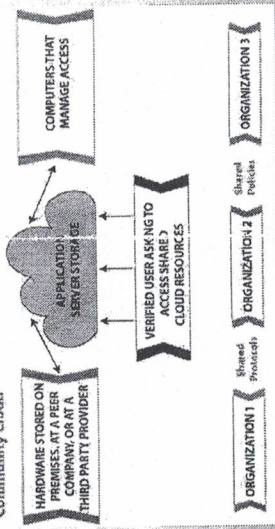 Community Cloud
HARDWARE STORED ON
PREMISES, AT A PEER
COMPANY, OR AT A
THIRD PARTY PROVIDER
APPLICATION
SERVER STORAGE
COMPUTERS THAT
MANAGE ACCESS
VERIFIED USER ASKING TO
ACCESS SHARED
CLOUD RESOURCES
ORGANIZATION 1
Shared
Protocols
ORGANIZATION 2
Shared
Policies
ORGANIZATION 3